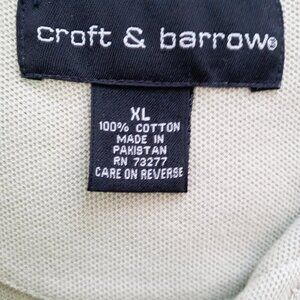 croft & barrow®
XL
100% COTTON
MADE IN
PAKISTAN
RN 73277
CARE ON REVERSE